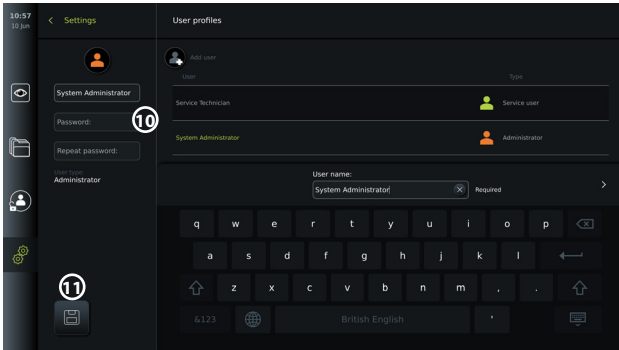 10:57
10 Jun
Settings
User profiles
Add user
User
Type
System Administrator
Service Technician
Service user
Password:
10
System Administrator
Administrator
Repeat password:
User type:
Administrator
User name:
System Administrator
Required
q w e r t y u i o p
a s d f g h j k l
z x c v b n m , .
11
&123
British English
'